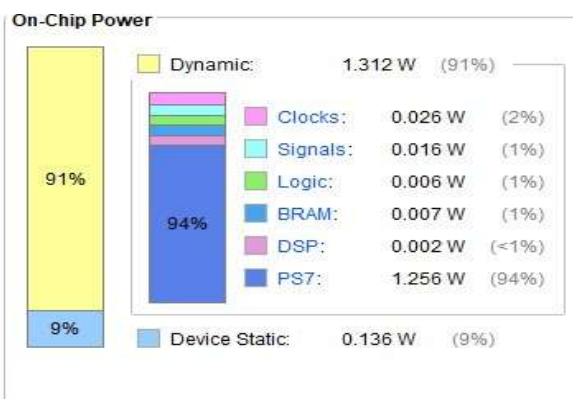 On-Chip Power
91%
9%
Dynamic: 1.312 W (91%)
94%
Clocks: 0.026 W (2%)
Signals: 0.016 W (1%)
Logic: 0.006 W (1%)
BRAM: 0.007 W (1%)
DSP: 0.002 W (<1%)
PS7: 1.256 W (94%)
Device Static: 0.136 W (9%)